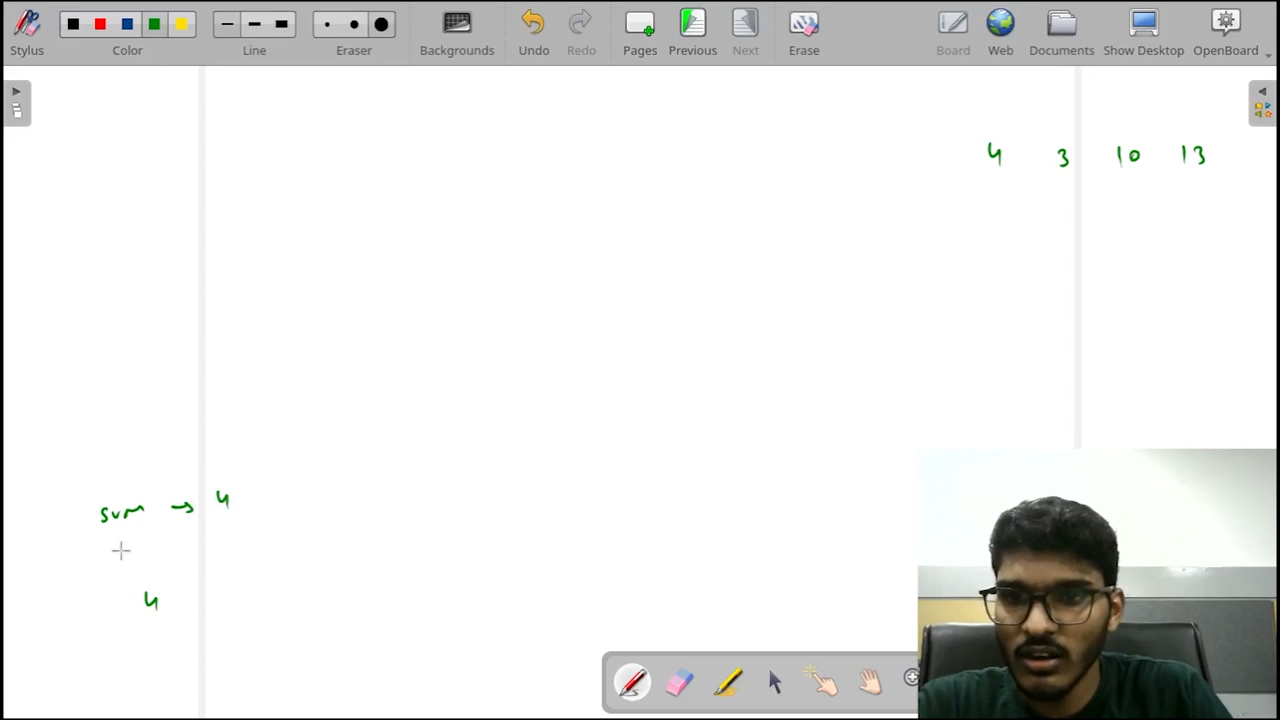 Stylus Color Line Eraser Backgrounds Undo Redo Pages Previous Next Erase Board Web Documents Show Desktop OpenBoard
4 3 10 13
sum → 4
4